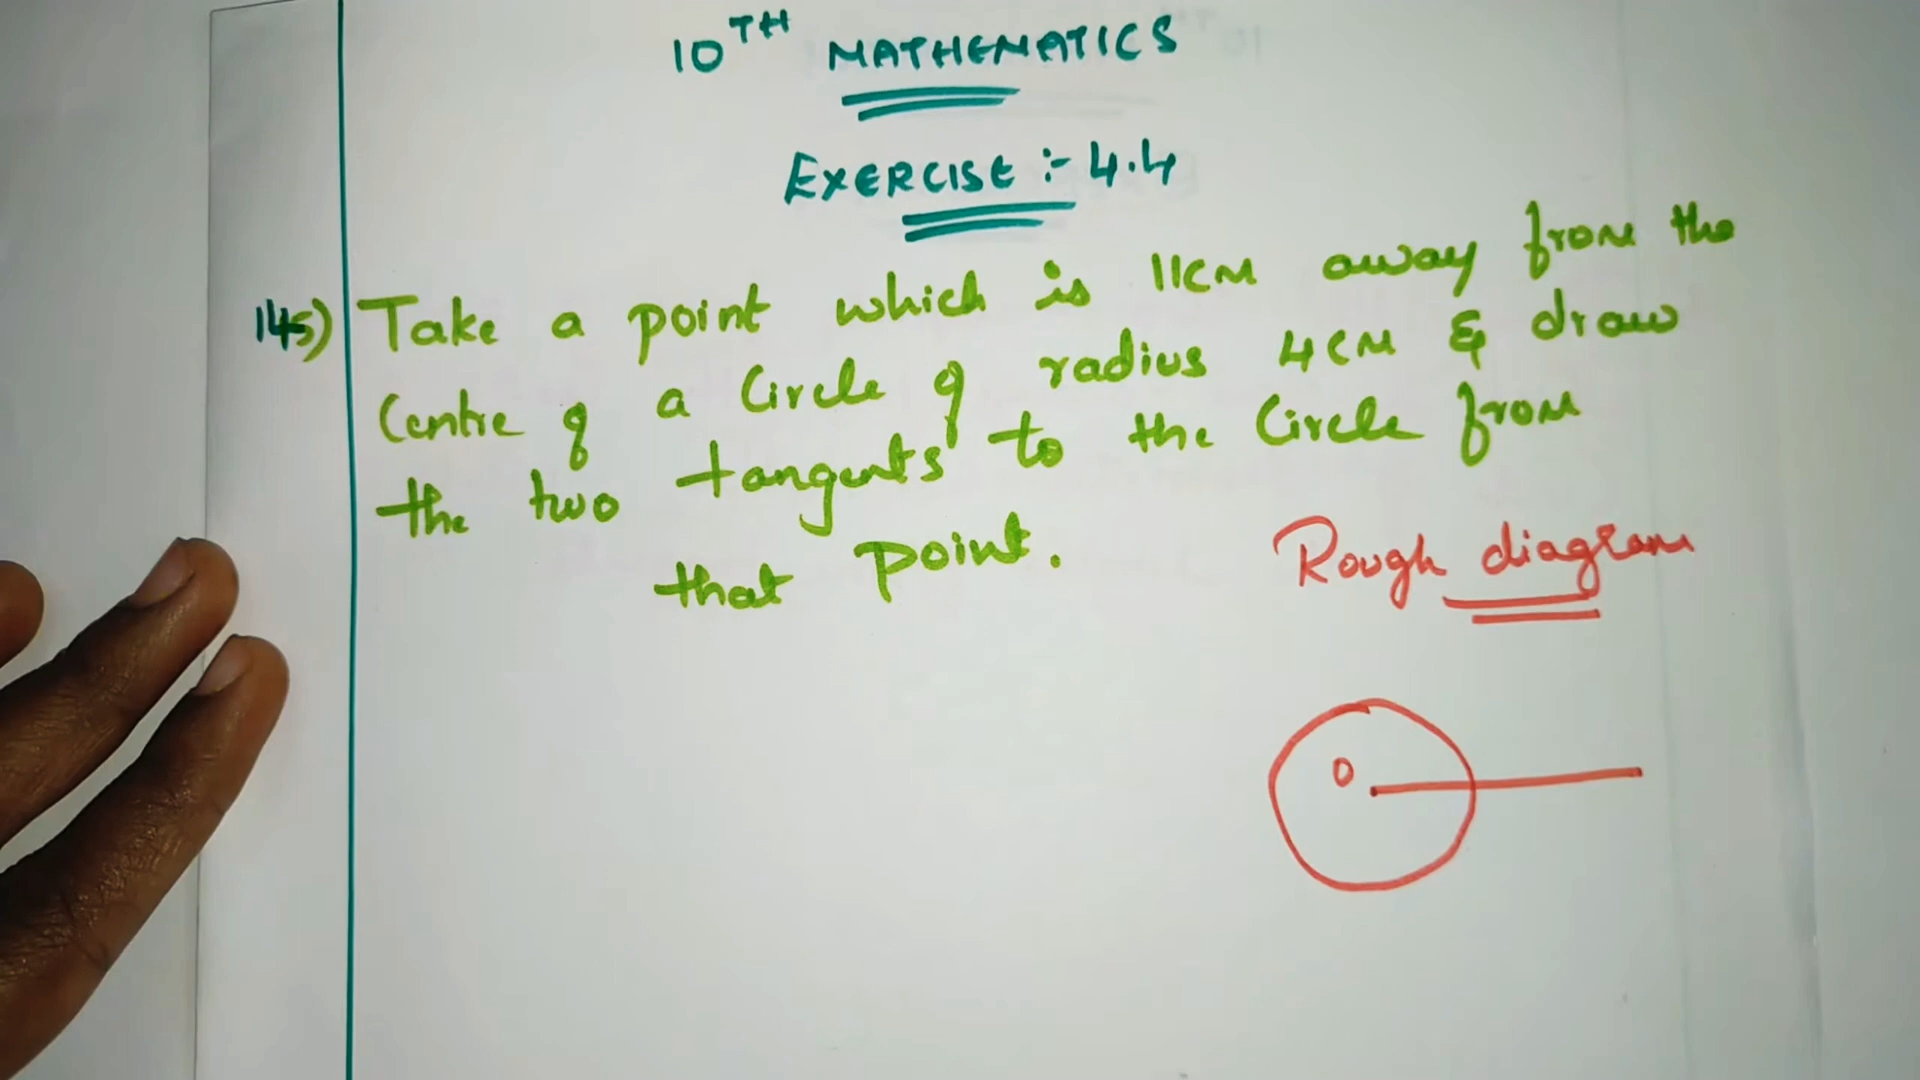 10TH MATHEMATICS
EXERCISE :- 4.4
145) Take a point which is 11CM away from the
Centre of a Circle of radius 4CM & draw
the two tangents to the Circle from
that point.
Rough diagram
O